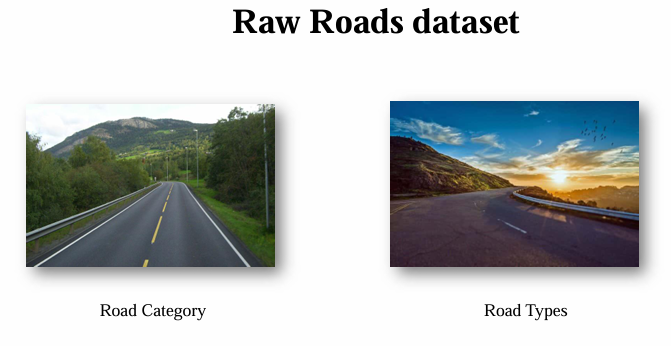 Raw Roads dataset
Road Category
Road Types